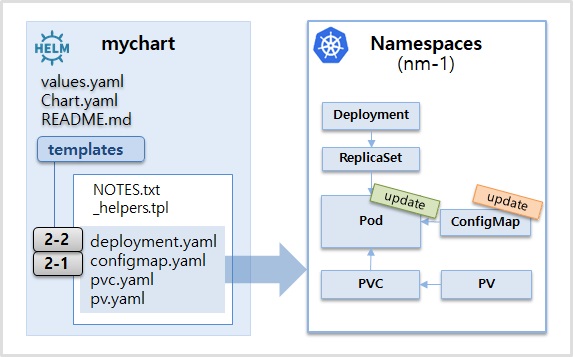 HELM
mychart
values.yaml
Chart.yaml
README.md
templates
NOTES.txt
_helpers.tpl
2-2
deployment.yaml
2-1
configmap.yaml
pvc.yaml
pv.yaml
Namespaces
(nm-1)
Deployment
ReplicaSet
update
update
Pod
ConfigMap
PVC
PV